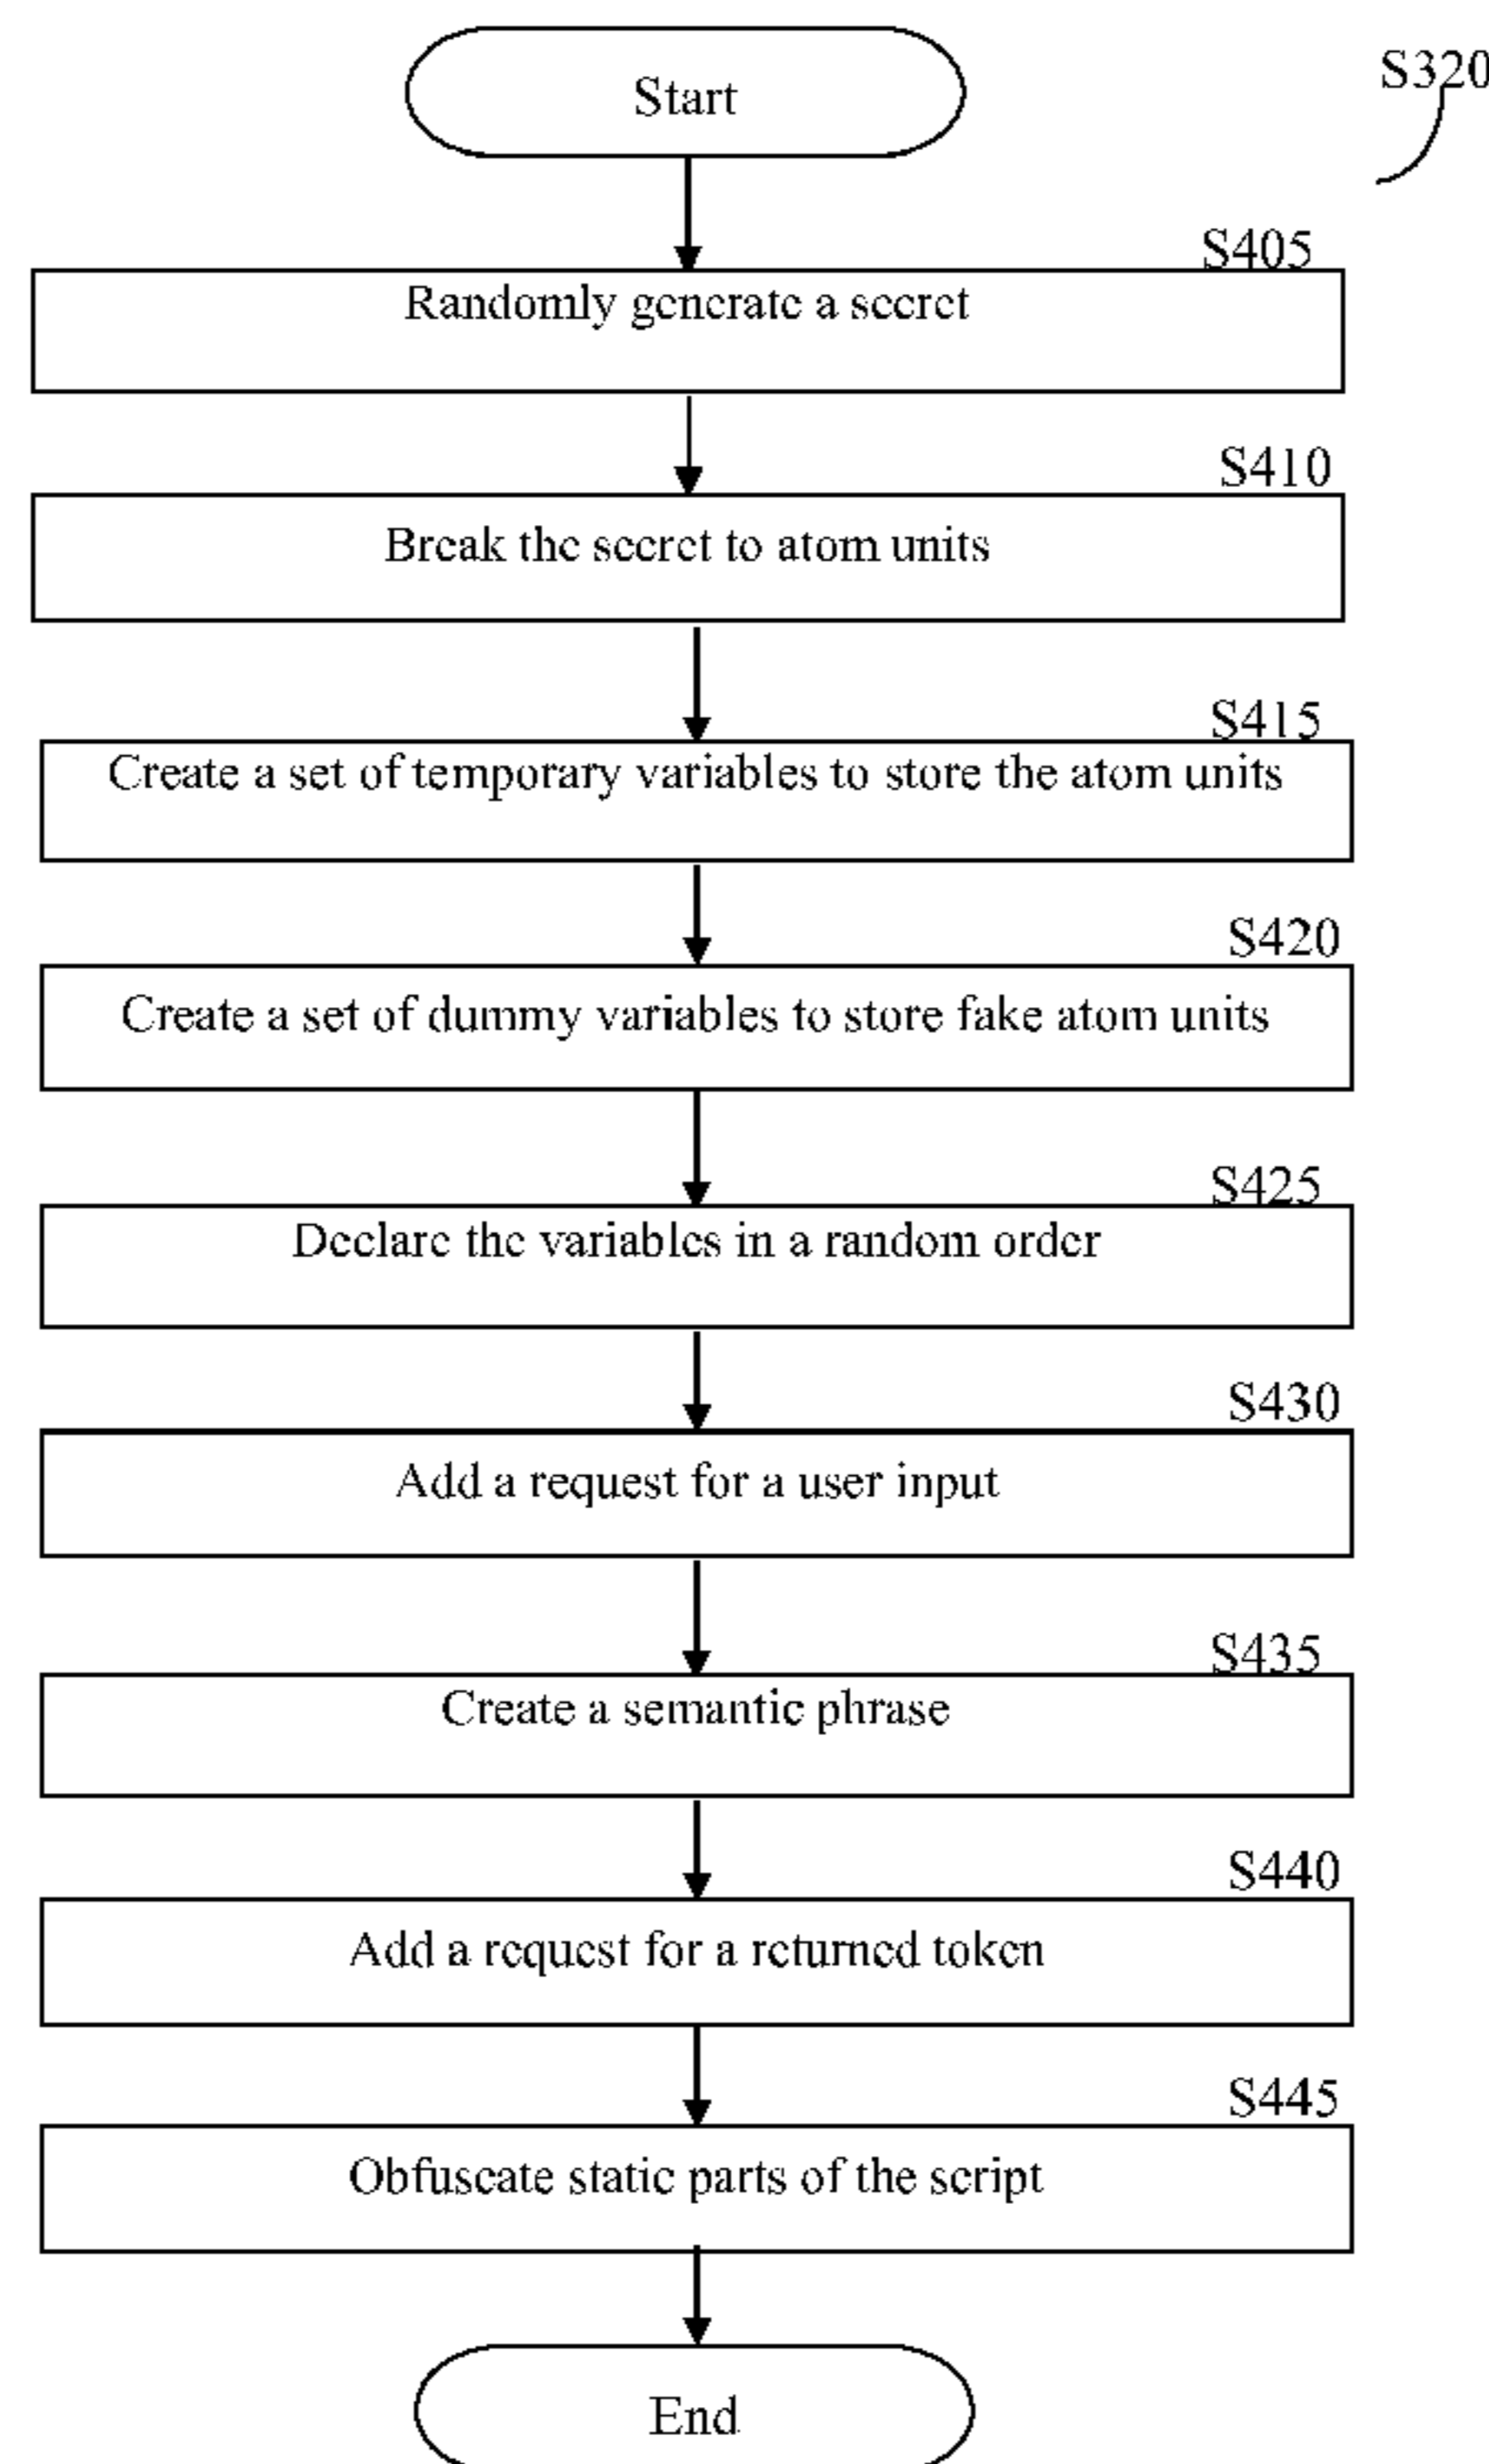 Start
S320
S405
Randomly generate a secret
S410
Break the secret to atom units
S415
Create a set of temporary variables to store the atom units
S420
Create a set of dummy variables to store fake atom units
S425
Declare the variables in a random order
S430
Add a request for a user input
S435
Create a semantic phrase
S440
Add a request for a returned token
S445
Obfuscate static parts of the script
End